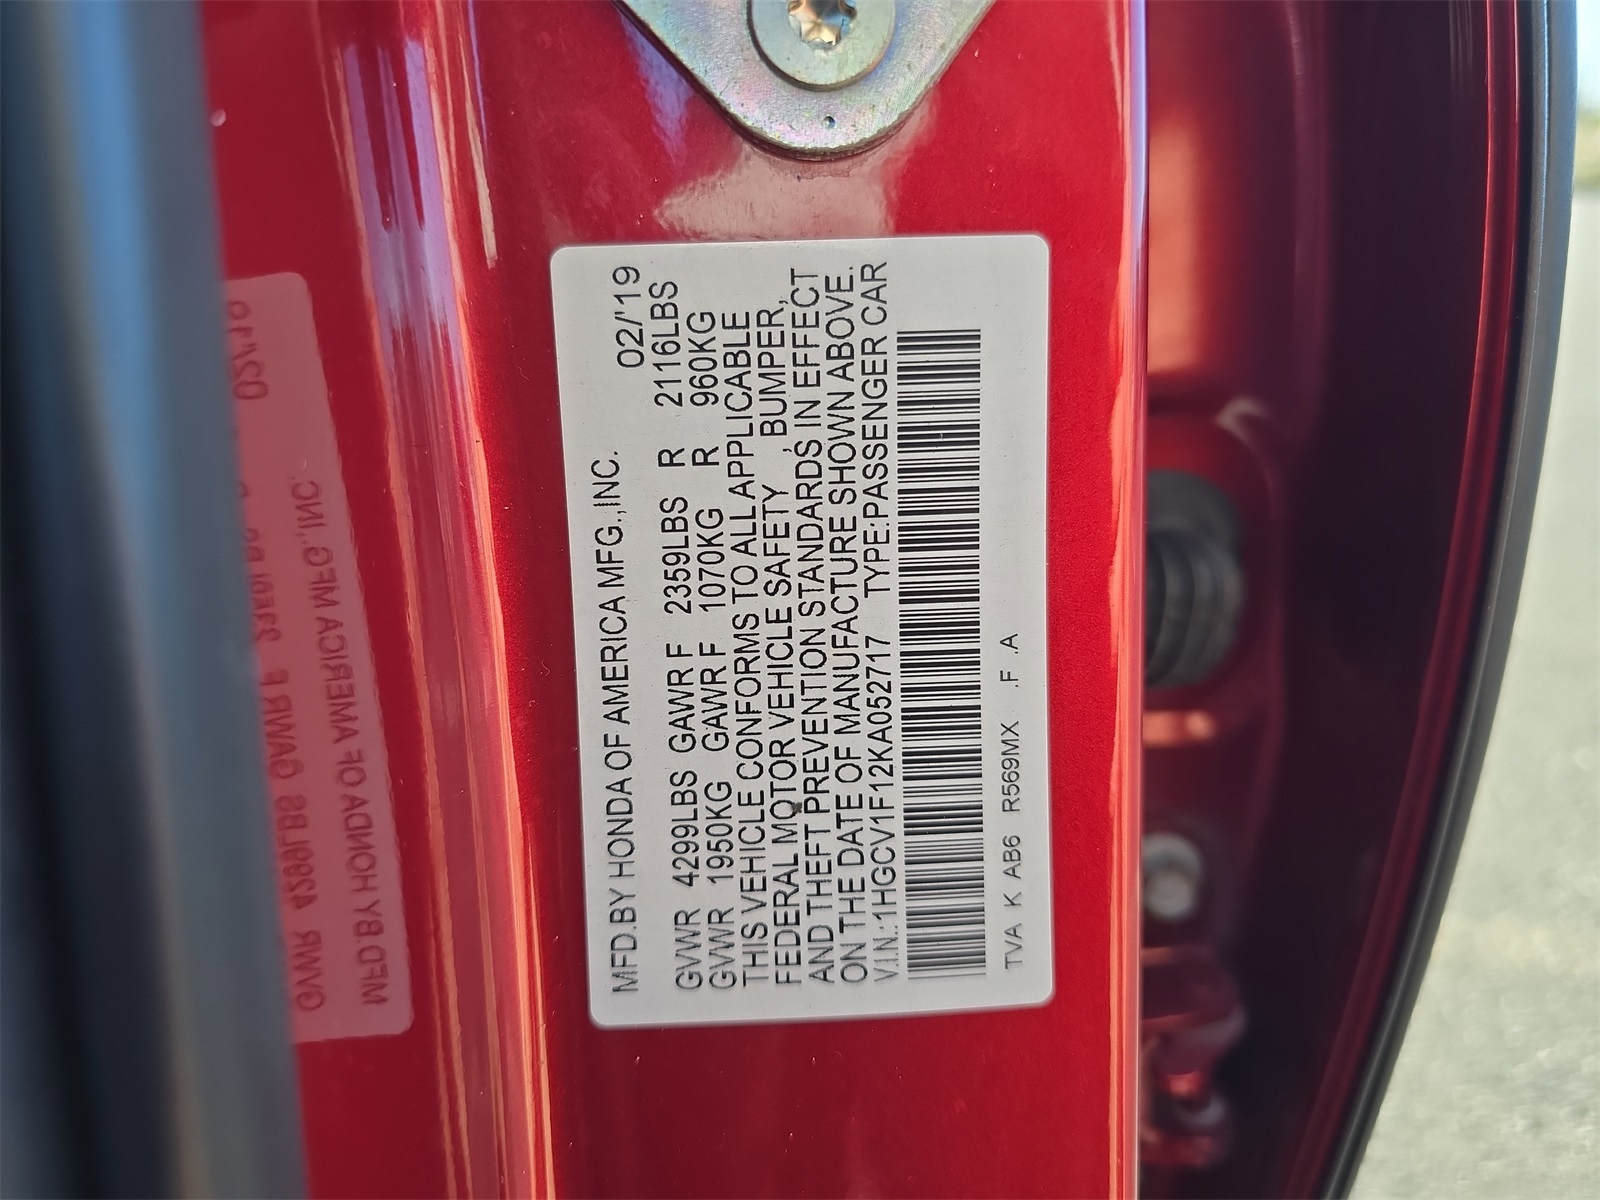 MFD.BY HONDA OF AMERICA MFG.,INC. 02/'19
GVWR 4299LBS GAWR F 2359LBS R 2116LBS
GVWR 1950KG GAWR F 1070KG R 960KG
THIS VEHICLE CONFORMS TO ALL APPLICABLE
FEDERAL MOTOR VEHICLE SAFETY , BUMPER,
AND THEFT PREVENTION STANDARDS IN EFFECT
ON THE DATE OF MANUFACTURE SHOWN ABOVE.
V.I.N.:1HGCV1F12KA052717 TYPE:PASSENGER CAR
TVA K AB6 R569MX .F .A